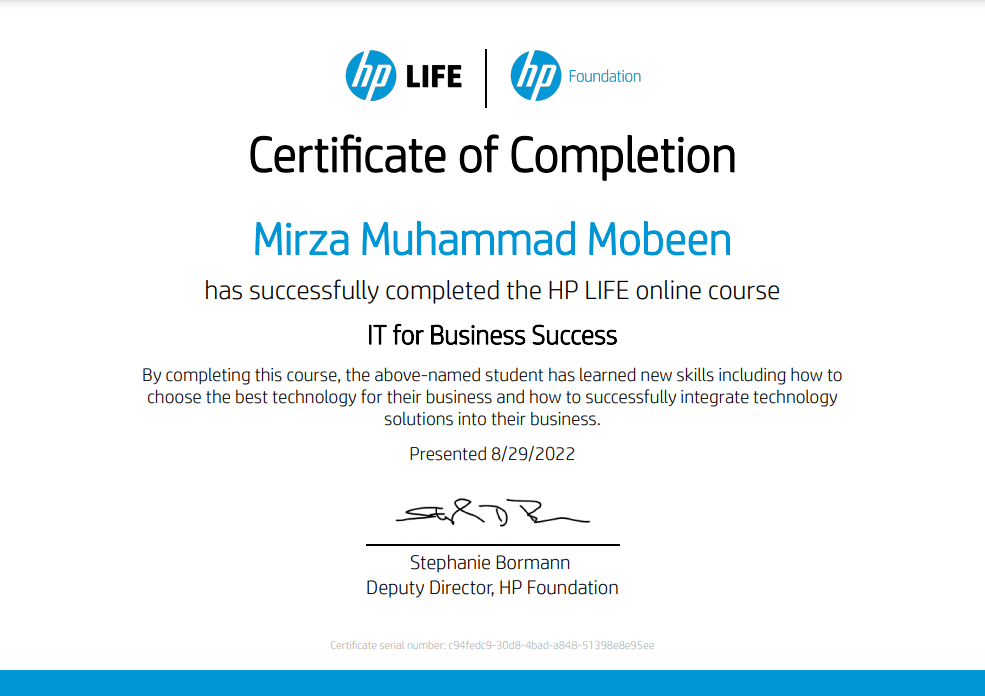 hp LIFE hp Foundation
Certificate of Completion
Mirza Muhammad Mobeen
has successfully completed the HP LIFE online course
IT for Business Success
By completing this course, the above-named student has learned new skills including how to
choose the best technology for their business and how to successfully integrate technology
solutions into their business.
Presented 8/29/2022
Stephanie Bormann
Deputy Director, HP Foundation
Certificate serial number: c94fedc9-30d8-4bad-a848-51398e8e95ee